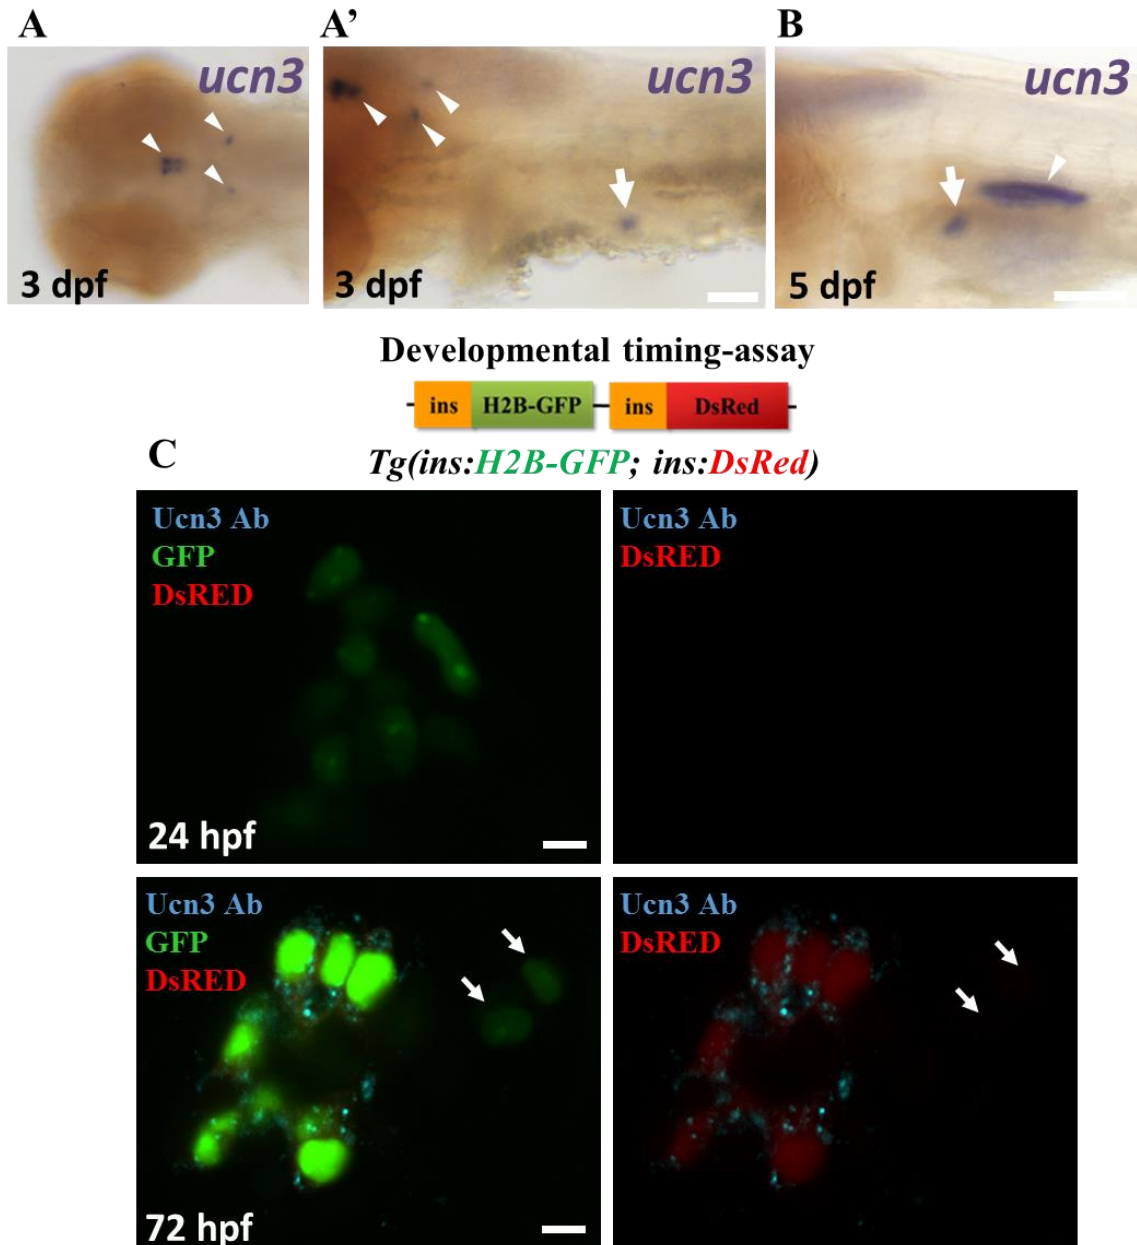 A
A’
B
ucn3
ucn3
ucn3
3 dpf
3 dpf
5 dpf
Developmental timing-assay
ins H2B-GFP ins DsRed
C
Tg(ins:H2B-GFP; ins:DsRed)
Ucn3 Ab
GFP
DsRED
24 hpf
Ucn3 Ab
DsRED
Ucn3 Ab
GFP
DsRED
72 hpf
Ucn3 Ab
DsRED